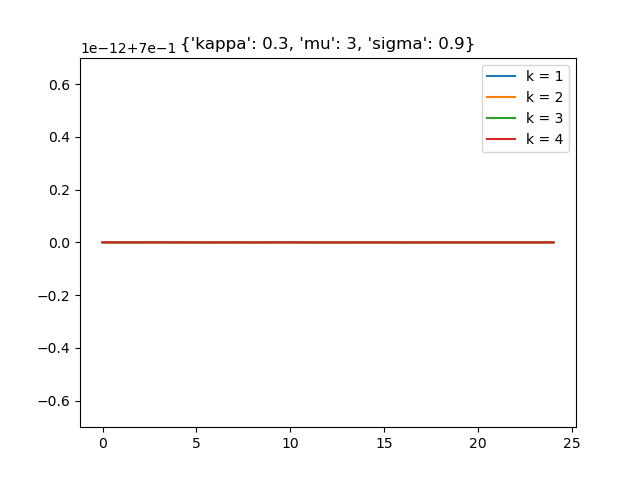 1e−12+7e−1
{'kappa': 0.3, 'mu': 3, 'sigma': 0.9}
k = 1
k = 2
k = 3
k = 4
0.6
0.4
0.2
0.0
−0.2
−0.4
−0.6
0 5 10 15 20 25